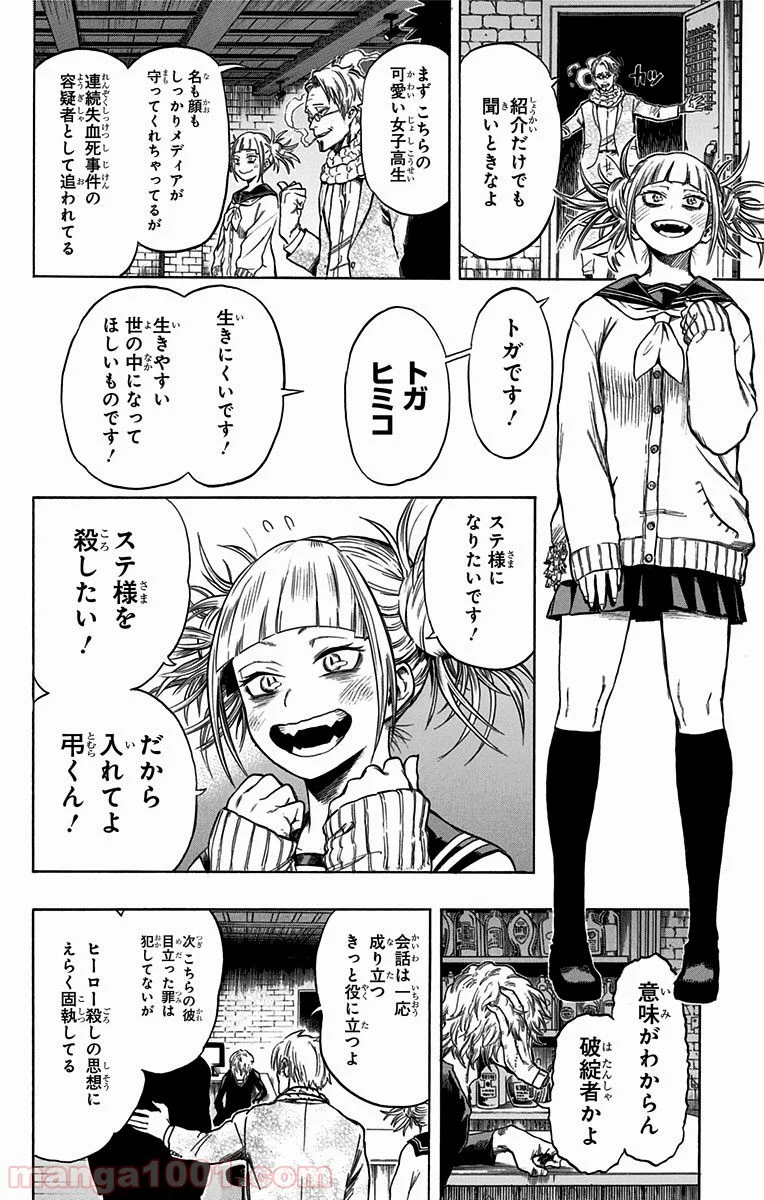 紹介だけでも
聞いときなよ
カッ
まず こちらの
可愛い女子高生
名も顔も
しっかりメディアが
守ってくれちゃってるが
連続失血死事件の
容疑者として追われてる
トガです!
トガ
ヒミコ
生きにくいです!
生きやすい
世の中になって
ほしいものです!
ステ様に
なりたいです!
ステ様を
殺したい!
だから
入れてよ
弔くん!
意味がわからん
破綻者かよ
会話は一応
成り立つ
きっと役に立つよ
次 こちらの彼
目立った罪は
犯してないが
ヒーロー殺しの思想に
えらく固執してる
manga1001.com